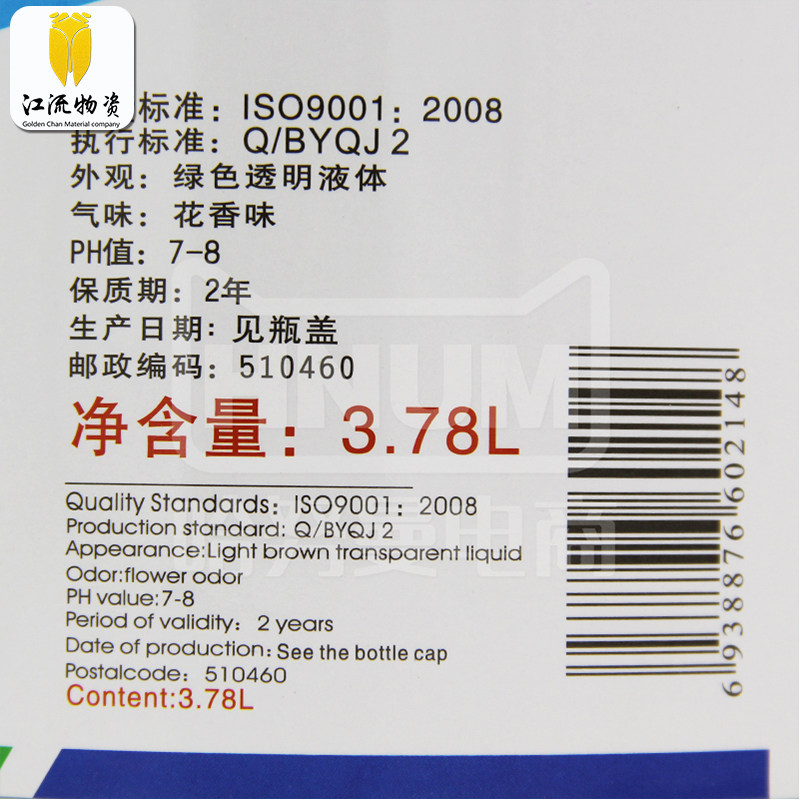 江流物资
Golden Chan Material company
标准：ISO9001：2008
执行标准：Q/BYQJ 2
外观：绿色透明液体
气味：花香味
PH值：7-8
保质期：2年
生产日期：见瓶盖
邮政编码：510460
净含量：3.78L
Quality Standards：ISO9001：2008
Production standard: Q/BYQJ 2
Appearance:Light brown transparent liquid
Odor:flower odor
PH value:7-8
Period of validity: 2 years
Date of production: See the bottle cap
Postalcode：510460
Content:3.78L
6938876602148
HNUM
电商